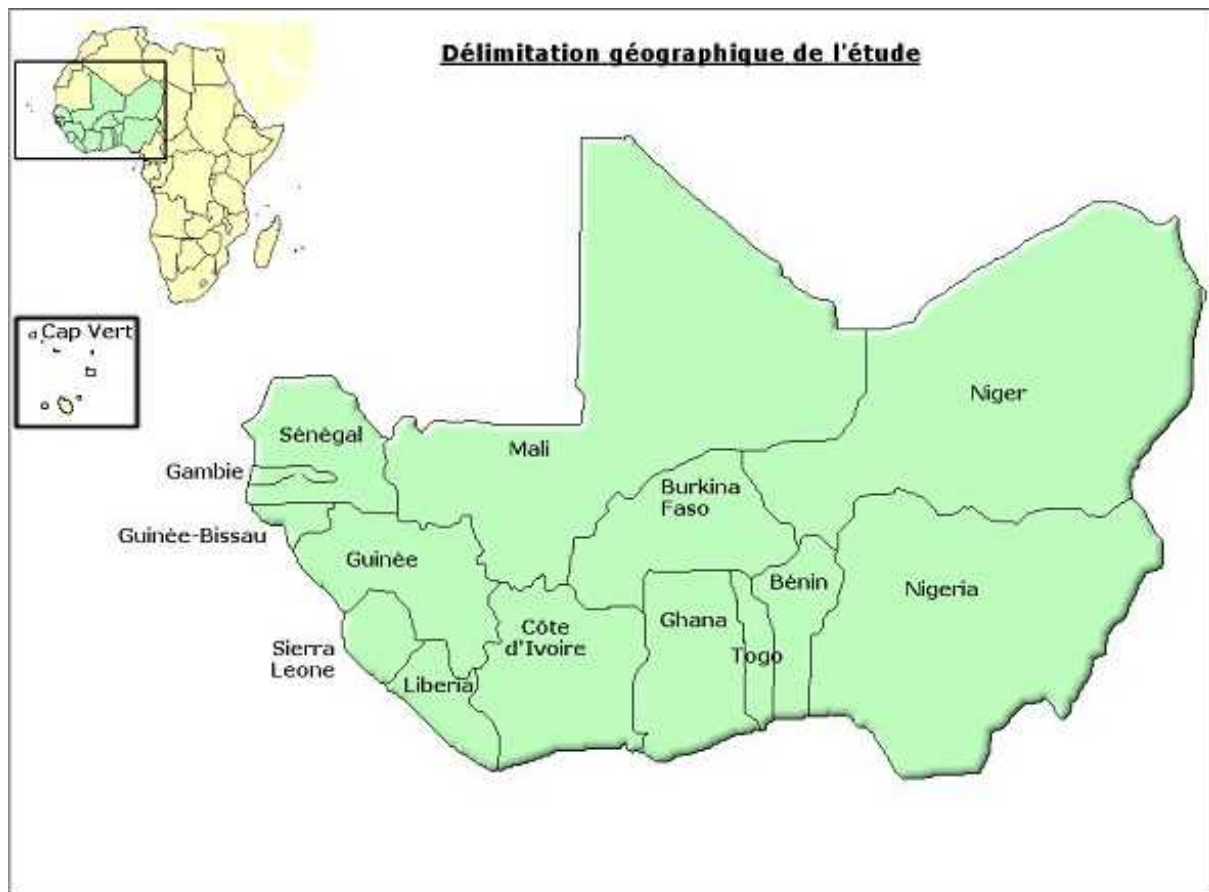 Délimitation géographique de l'étude
Cap Vert
Niger
Sénégal
Mali
Gambie
Burkina
Faso
Guinée-Bissau
Guinée
Bénin
Nigeria
Ghana
Côte
d'Ivoire
Sierra
Leone
Togo
Liberia